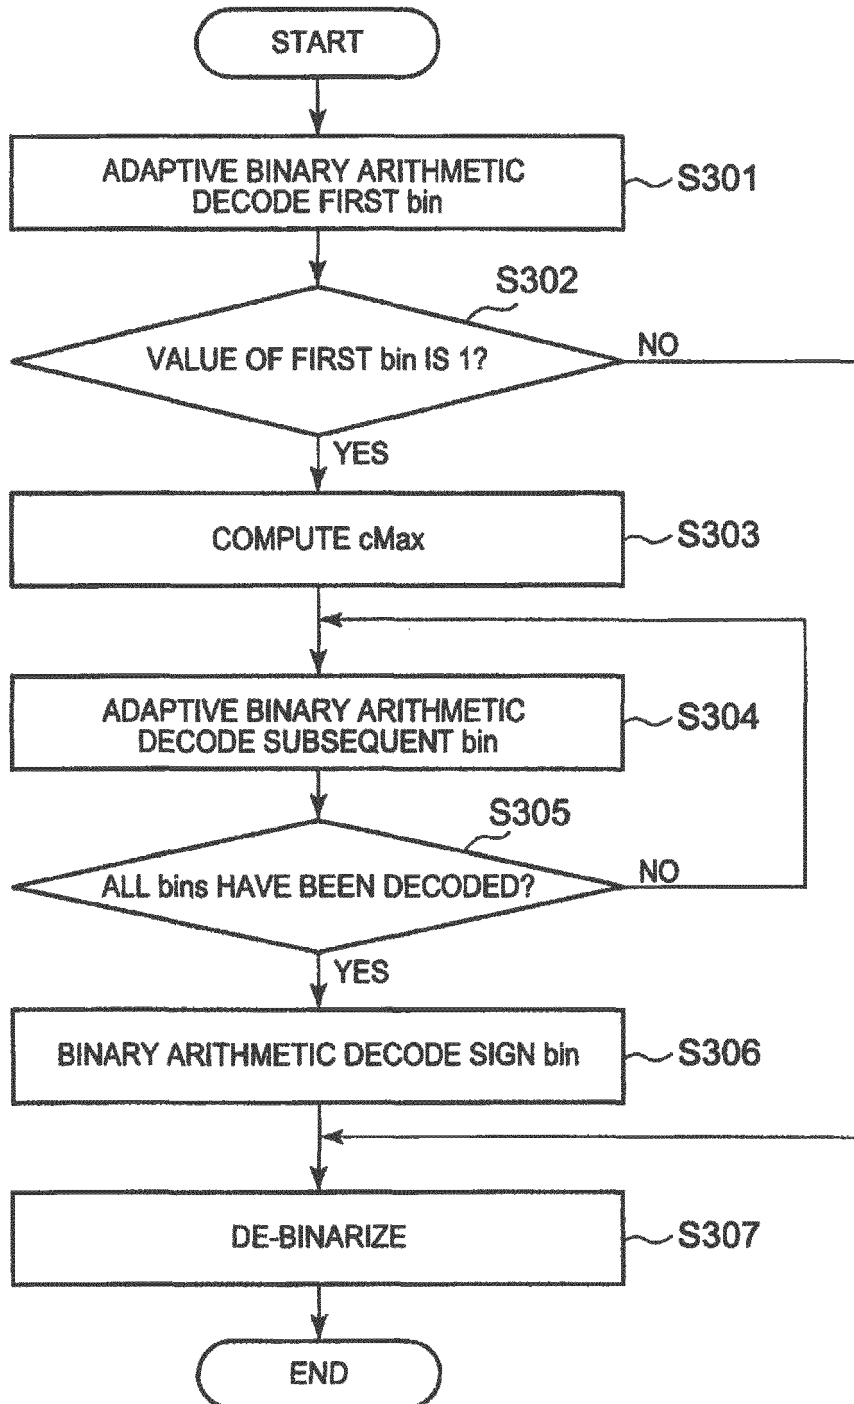 START
ADAPTIVE BINARY ARITHMETIC
DECODE FIRST bin
S301
S302
VALUE OF FIRST bin IS 1?
NO
YES
COMPUTE cMax
S303
ADAPTIVE BINARY ARITHMETIC
DECODE SUBSEQUENT bin
S304
S305
ALL bins HAVE BEEN DECODED?
NO
YES
BINARY ARITHMETIC DECODE SIGN bin
S306
DE-BINARIZE
S307
END